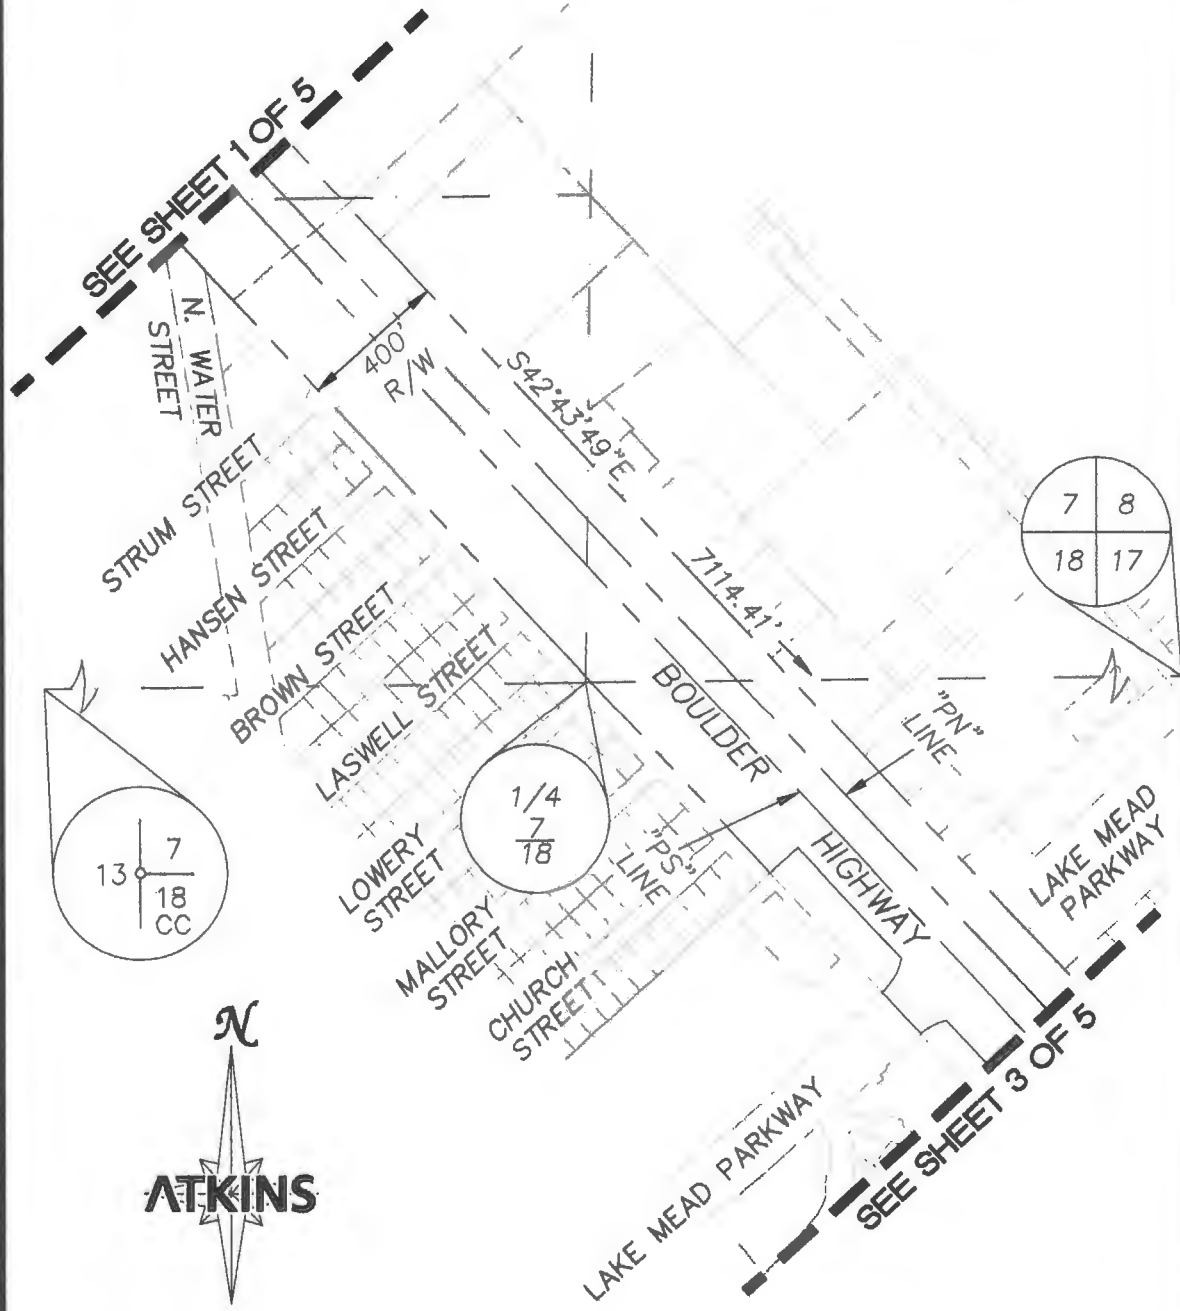 SEE SHEET 1 OF 5
N. WATER
STREET
400'
R/W
S42°43'49"E
7114.41'
STRUM STREET
HANSEN STREET
BROWN STREET
LASWELL STREET
LOWERY
STREET
MALLORY
STREET
CHURCH
STREET
BOULDER
HIGHWAY
"PN"
LINE
"PS"
LINE
7 8
18 17
1/4
7
18
13 7
18
CC
LAKE MEAD
PARKWAY
LAKE MEAD PARKWAY
SEE SHEET 3 OF 5
N
ATKINS